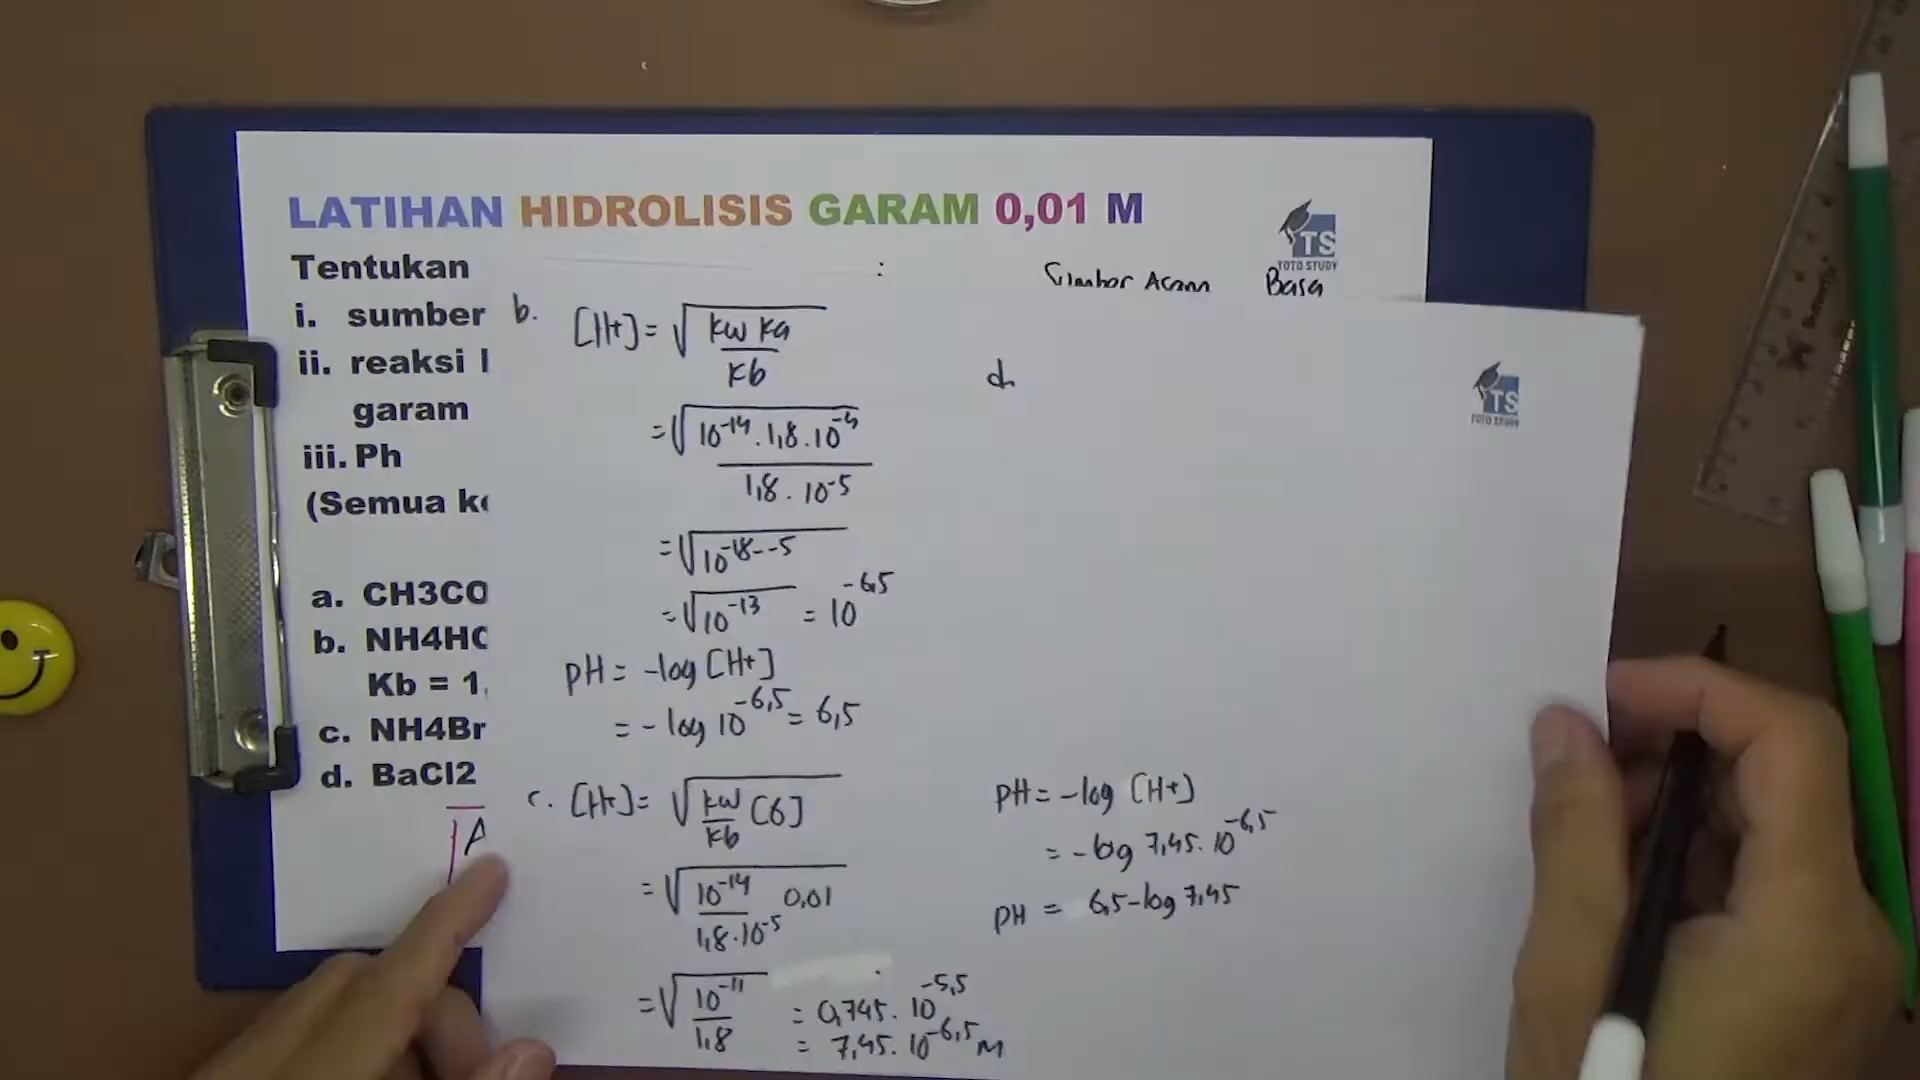 LATIHAN HIDROLISIS GARAM 0,01 M
TS
TOTO STUDY
Tentukan :
Sumber Asam Basa
i. sumber
ii. reaksi
garam
iii. Ph
(Semua
a. CH3CO
b. NH4HC
Kb = 1,
c. NH4Br
d. BaCl2
A
b. [H+] = √ kw ka
kb
= √ 10⁻¹⁴ . 1,8 . 10⁻⁴
1,8 . 10⁻⁵
= √ 10⁻¹⁸⁻⁻⁵
= √ 10⁻¹³ = 10^-6,5
pH = -log [H+]
= - log 10^-6,5 = 6,5
c. [H+] = √ kw [G]
kb
= √ 10⁻¹⁴ 0,01
1,8 . 10⁻⁵
= √ 10⁻¹¹
1,8
= 0,745 . 10^-5,5
= 7,45 . 10^-6,5 M
d.
TS
TOTO STUDY
pH = -log [H+]
= -log 7,45 . 10^-6,5
pH = 6,5 - log 7,45